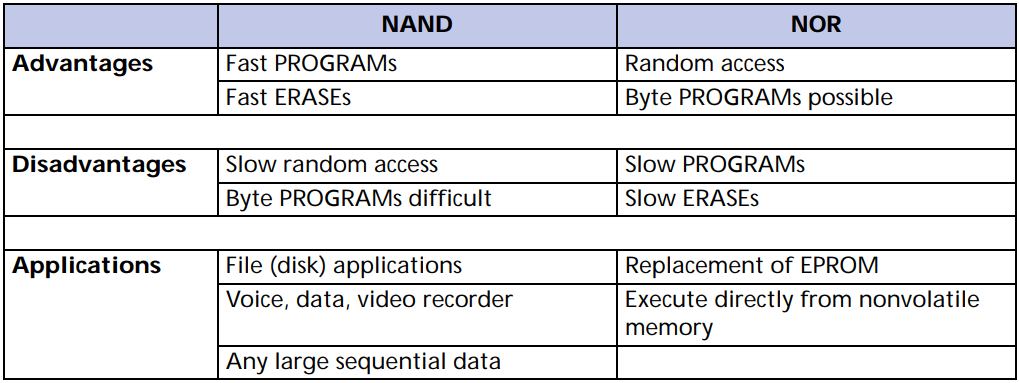 NAND NOR
Advantages Fast PROGRAMs Random access
Fast ERASEs Byte PROGRAMs possible
Disadvantages Slow random access Slow PROGRAMs
Byte PROGRAMs difficult Slow ERASEs
Applications File (disk) applications Replacement of EPROM
Voice, data, video recorder Execute directly from nonvolatile
memory
Any large sequential data